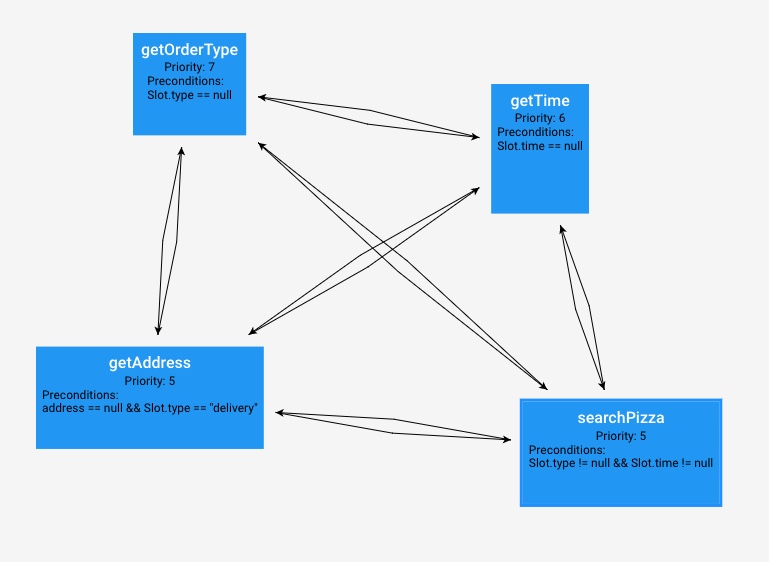 getOrderType
Priority: 7
Preconditions:
Slot.type == null
getTime
Priority: 6
Preconditions:
Slot.time == null
getAddress
Priority: 5
Preconditions:
address == null && Slot.type == "delivery"
searchPizza
Priority: 5
Preconditions:
Slot.type != null && Slot.time != null